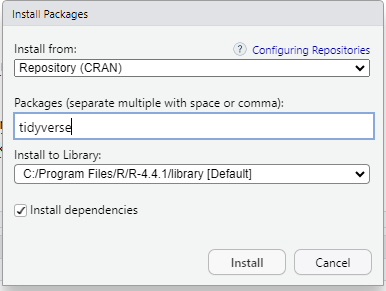 Install Packages
Install from:
? Configuring Repositories
Repository (CRAN)
Packages (separate multiple with space or comma):
tidyverse
Install to Library:
C:/Program Files/R/R-4.4.1/library [Default]
Install dependencies
Install
Cancel